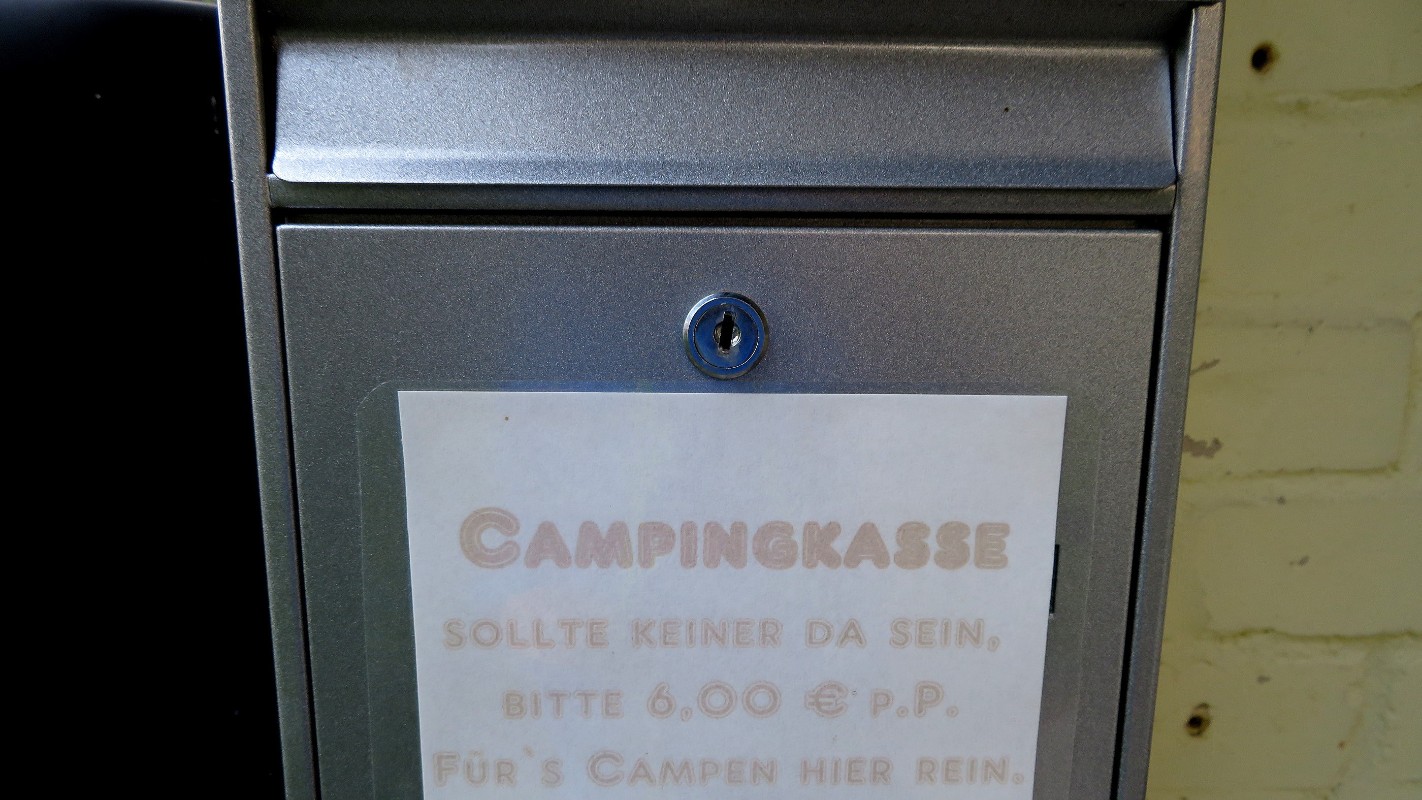 Campingkasse
sollte keiner da sein,
bitte 6,00 € p.P.
Für`s Campen hier rein.